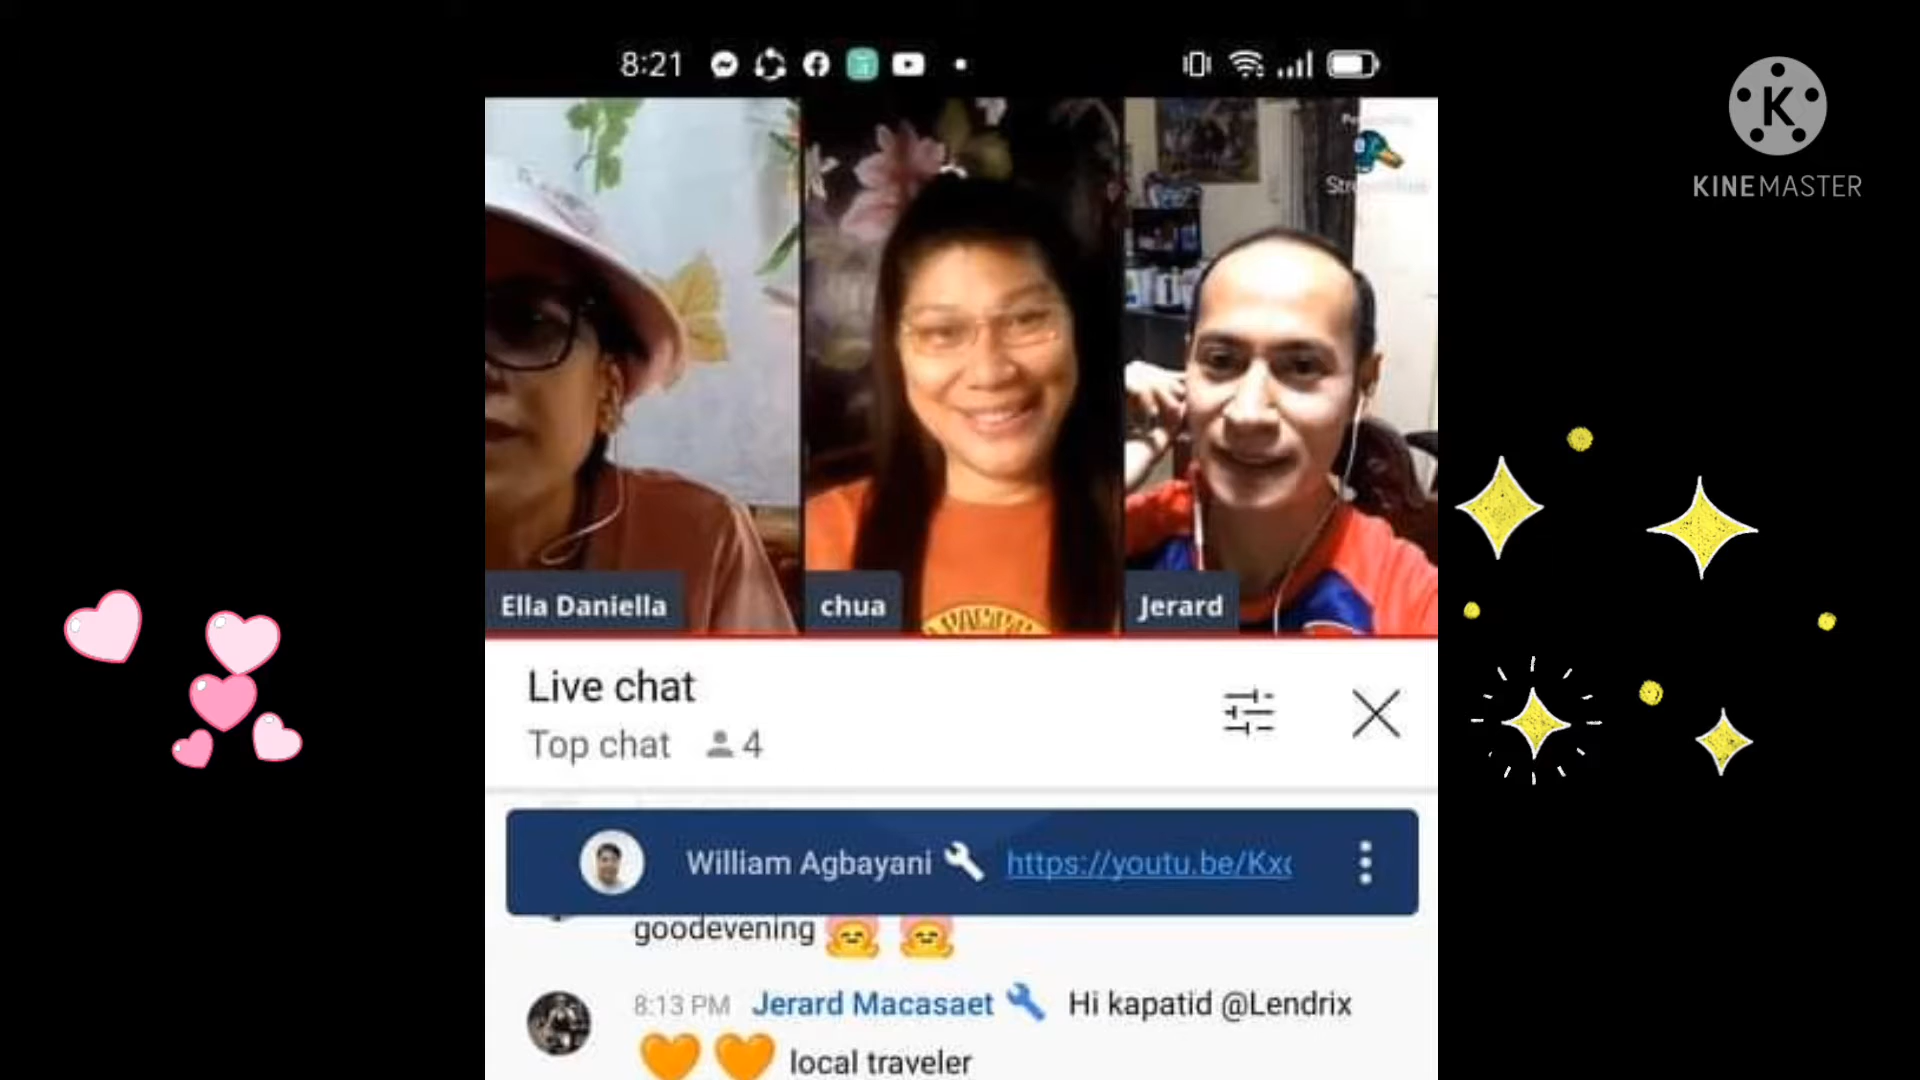 8:21
KINEMASTER
Ella Daniella
chua
Jerard
Live chat
Top chat 4
William Agbayani https://youtu.be/Kx
goodevening
8:13 PM Jerard Macasaet Hi kapatid @Lendrix
local traveler